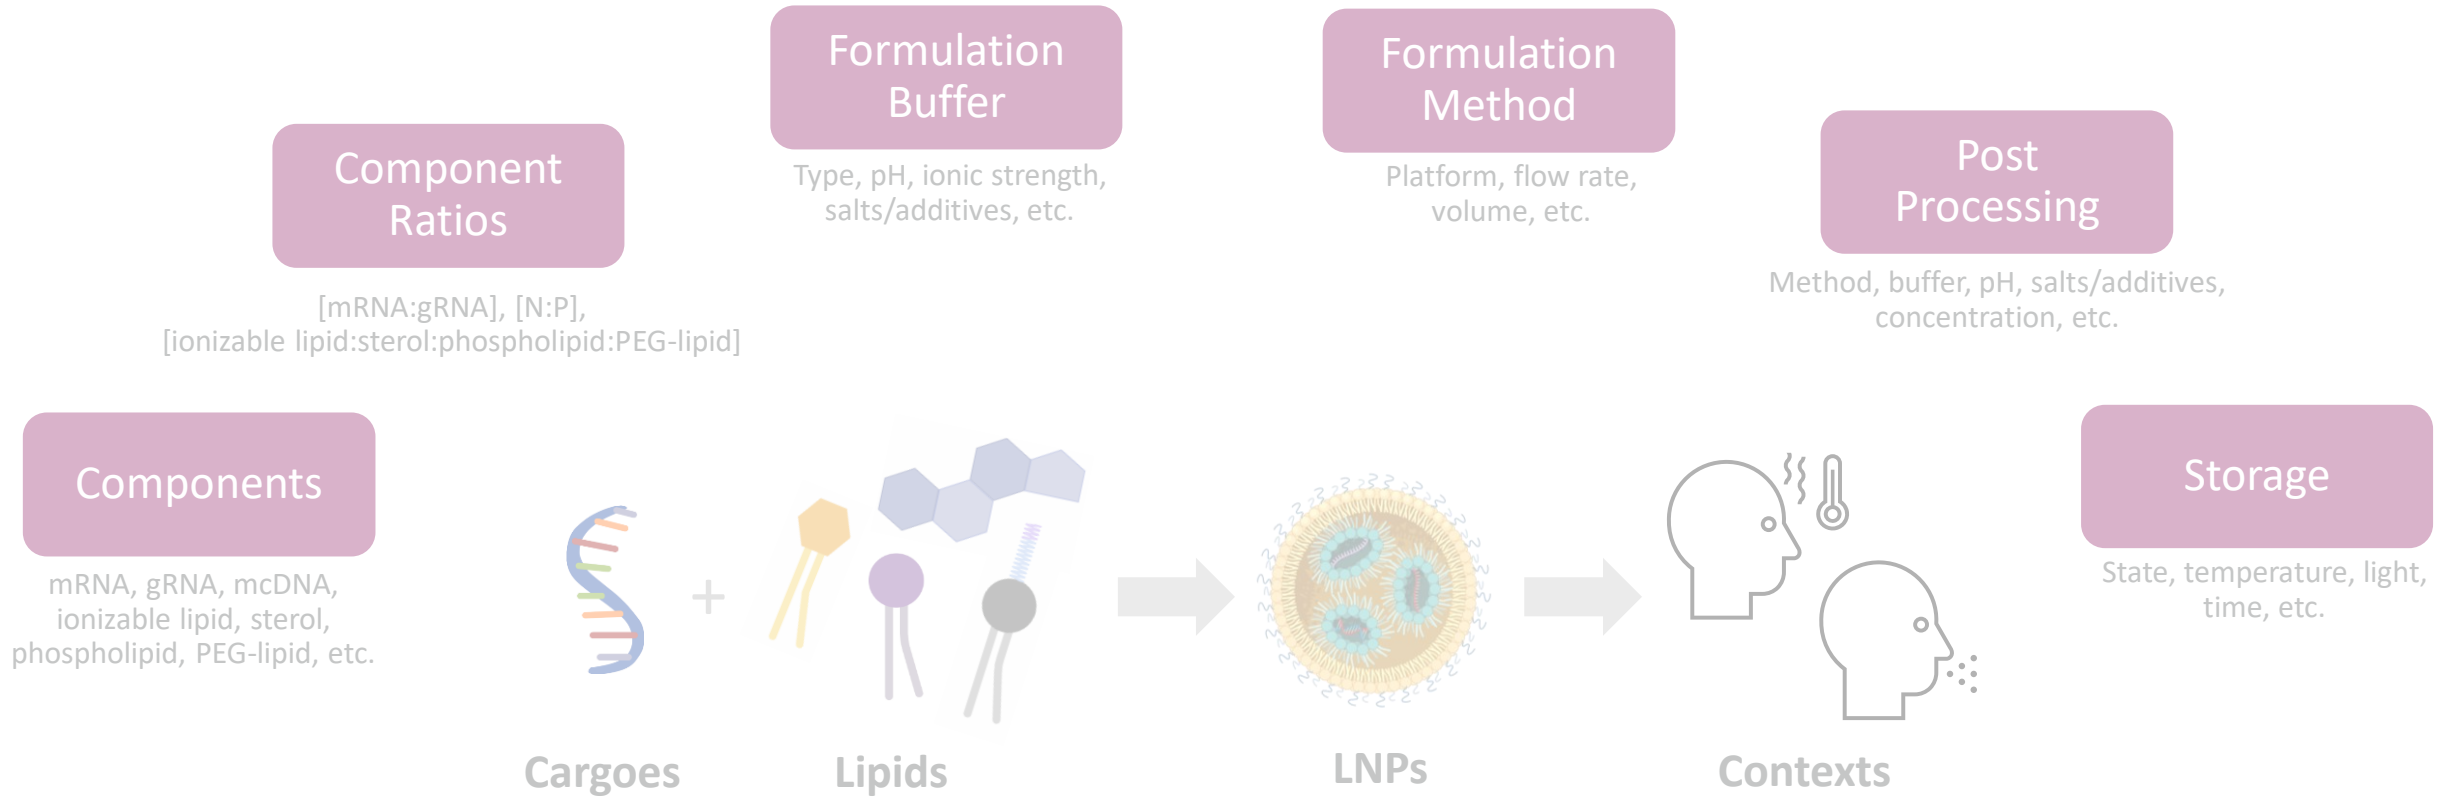 Formulation
Buffer
Type, pH, ionic strength,
salts/additives, etc.
Formulation
Method
Platform, flow rate,
volume, etc.
Component
Ratios
[mRNA:gRNA], [N:P],
[ionizable lipid:sterol:phospholipid:PEG-lipid]
Post
Processing
Method, buffer, pH, salts/additives,
concentration, etc.
Components
mRNA, gRNA, mcDNA,
ionizable lipid, sterol,
phospholipid, PEG-lipid, etc.
+
Storage
State, temperature, light,
time, etc.
Cargoes
Lipids
LNPs
Contexts